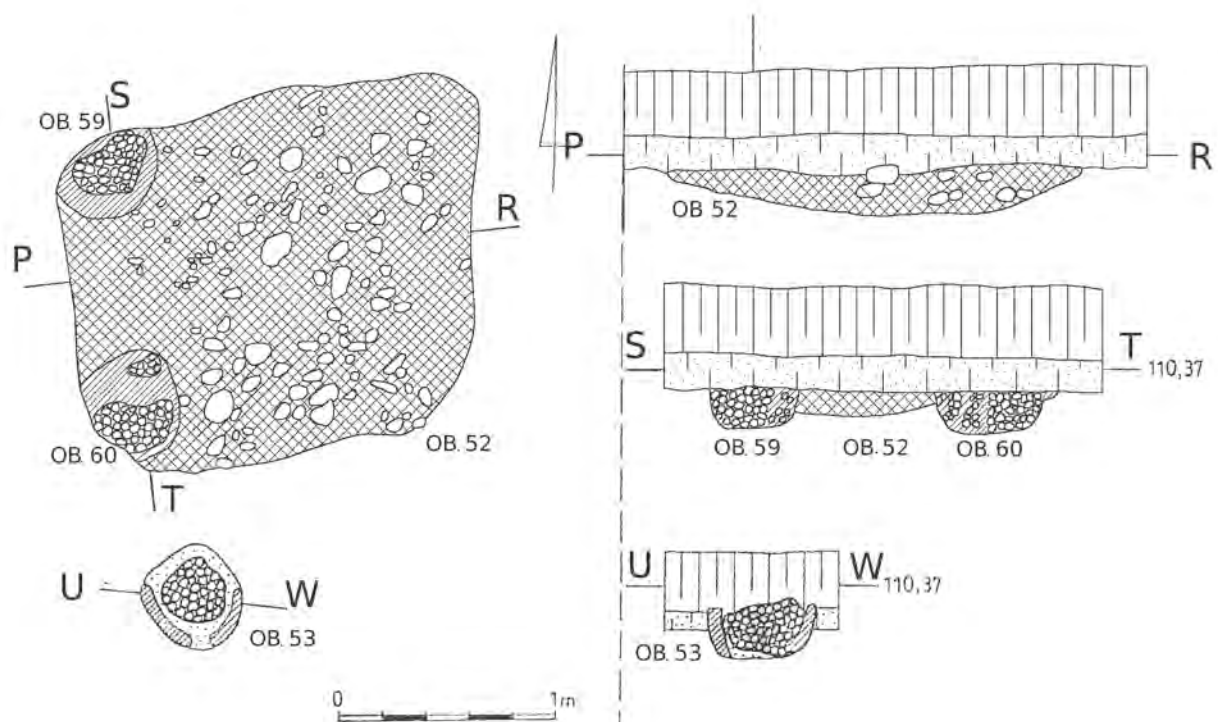 S
OB. 59
P
R
OB. 60
OB. 52
T
U
W
OB. 53
0 1m
P
R
OB 52
S
T
110,37
OB. 59
OB. 52
OB. 60
U
W
110,37
OB. 53